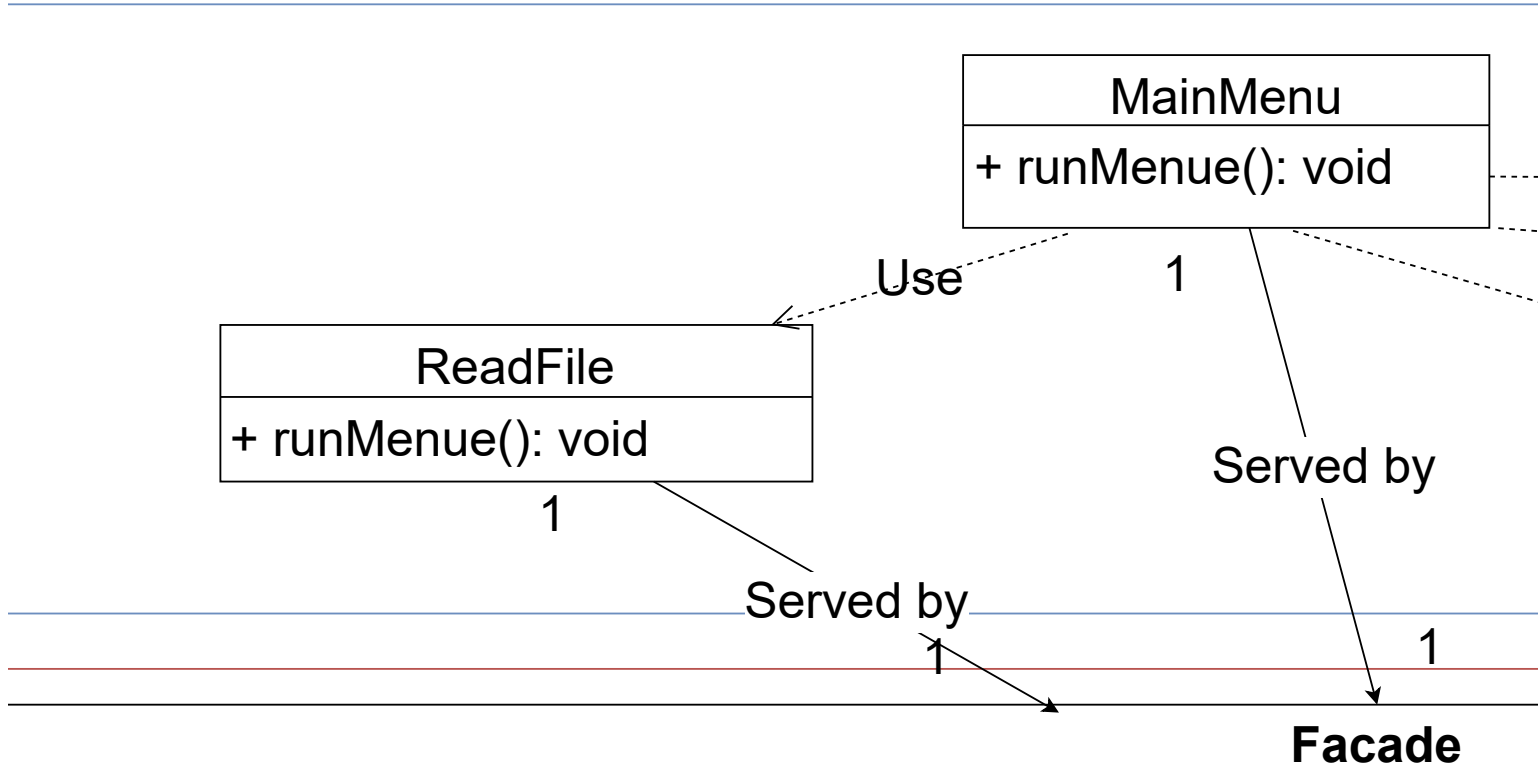 MainMenu
+ runMenue(): void
Use
1
ReadFile
+ runMenue(): void
Served by
1
Served by
1
1
Facade